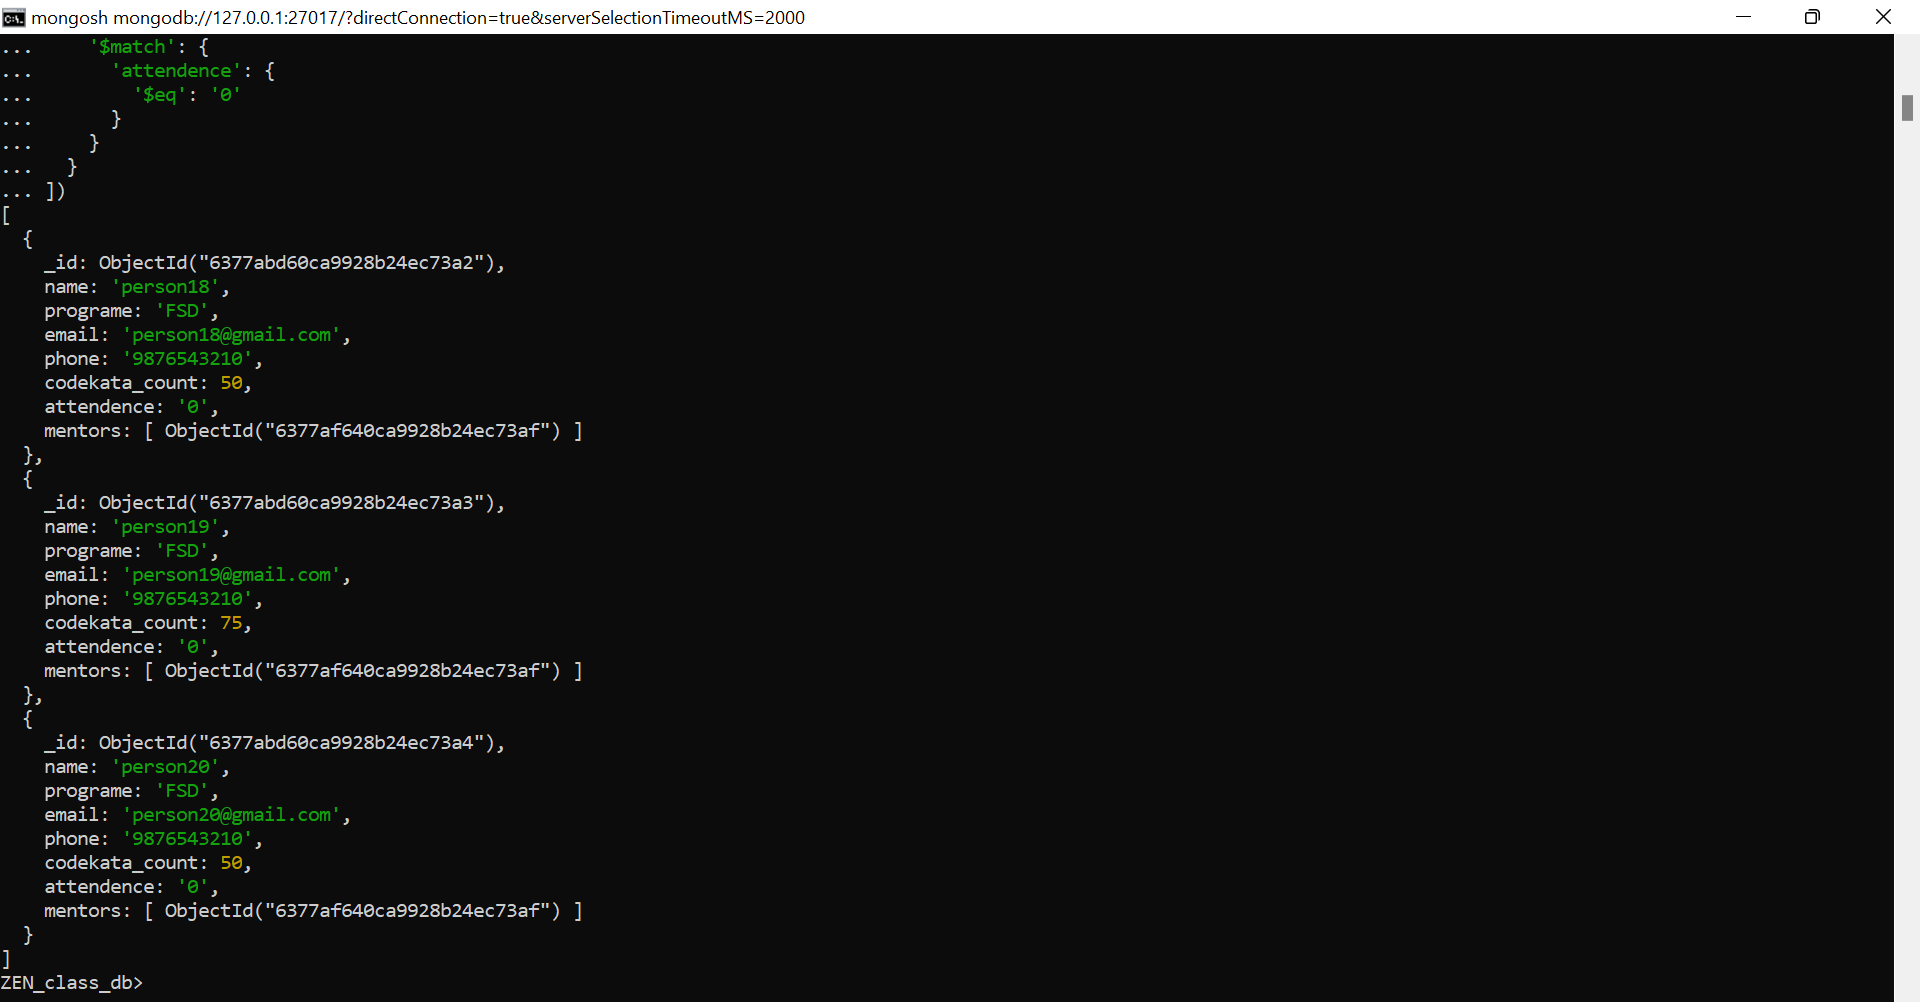 mongosh mongodb://127.0.0.1:27017/?directConnection=true&serverSelectionTimeoutMS=2000
...     '$match': {
...       'attendence': {
...         '$eq': '0'
...       }
...     }
...   }
... ])
[
  {
    _id: ObjectId("6377abd60ca9928b24ec73a2"),
    name: 'person18',
    programe: 'FSD',
    email: 'person18@gmail.com',
    phone: '9876543210',
    codekata_count: 50,
    attendence: '0',
    mentors: [ ObjectId("6377af640ca9928b24ec73af") ]
  },
  {
    _id: ObjectId("6377abd60ca9928b24ec73a3"),
    name: 'person19',
    programe: 'FSD',
    email: 'person19@gmail.com',
    phone: '9876543210',
    codekata_count: 75,
    attendence: '0',
    mentors: [ ObjectId("6377af640ca9928b24ec73af") ]
  },
  {
    _id: ObjectId("6377abd60ca9928b24ec73a4"),
    name: 'person20',
    programe: 'FSD',
    email: 'person20@gmail.com',
    phone: '9876543210',
    codekata_count: 50,
    attendence: '0',
    mentors: [ ObjectId("6377af640ca9928b24ec73af") ]
  }
]
ZEN_class_db>